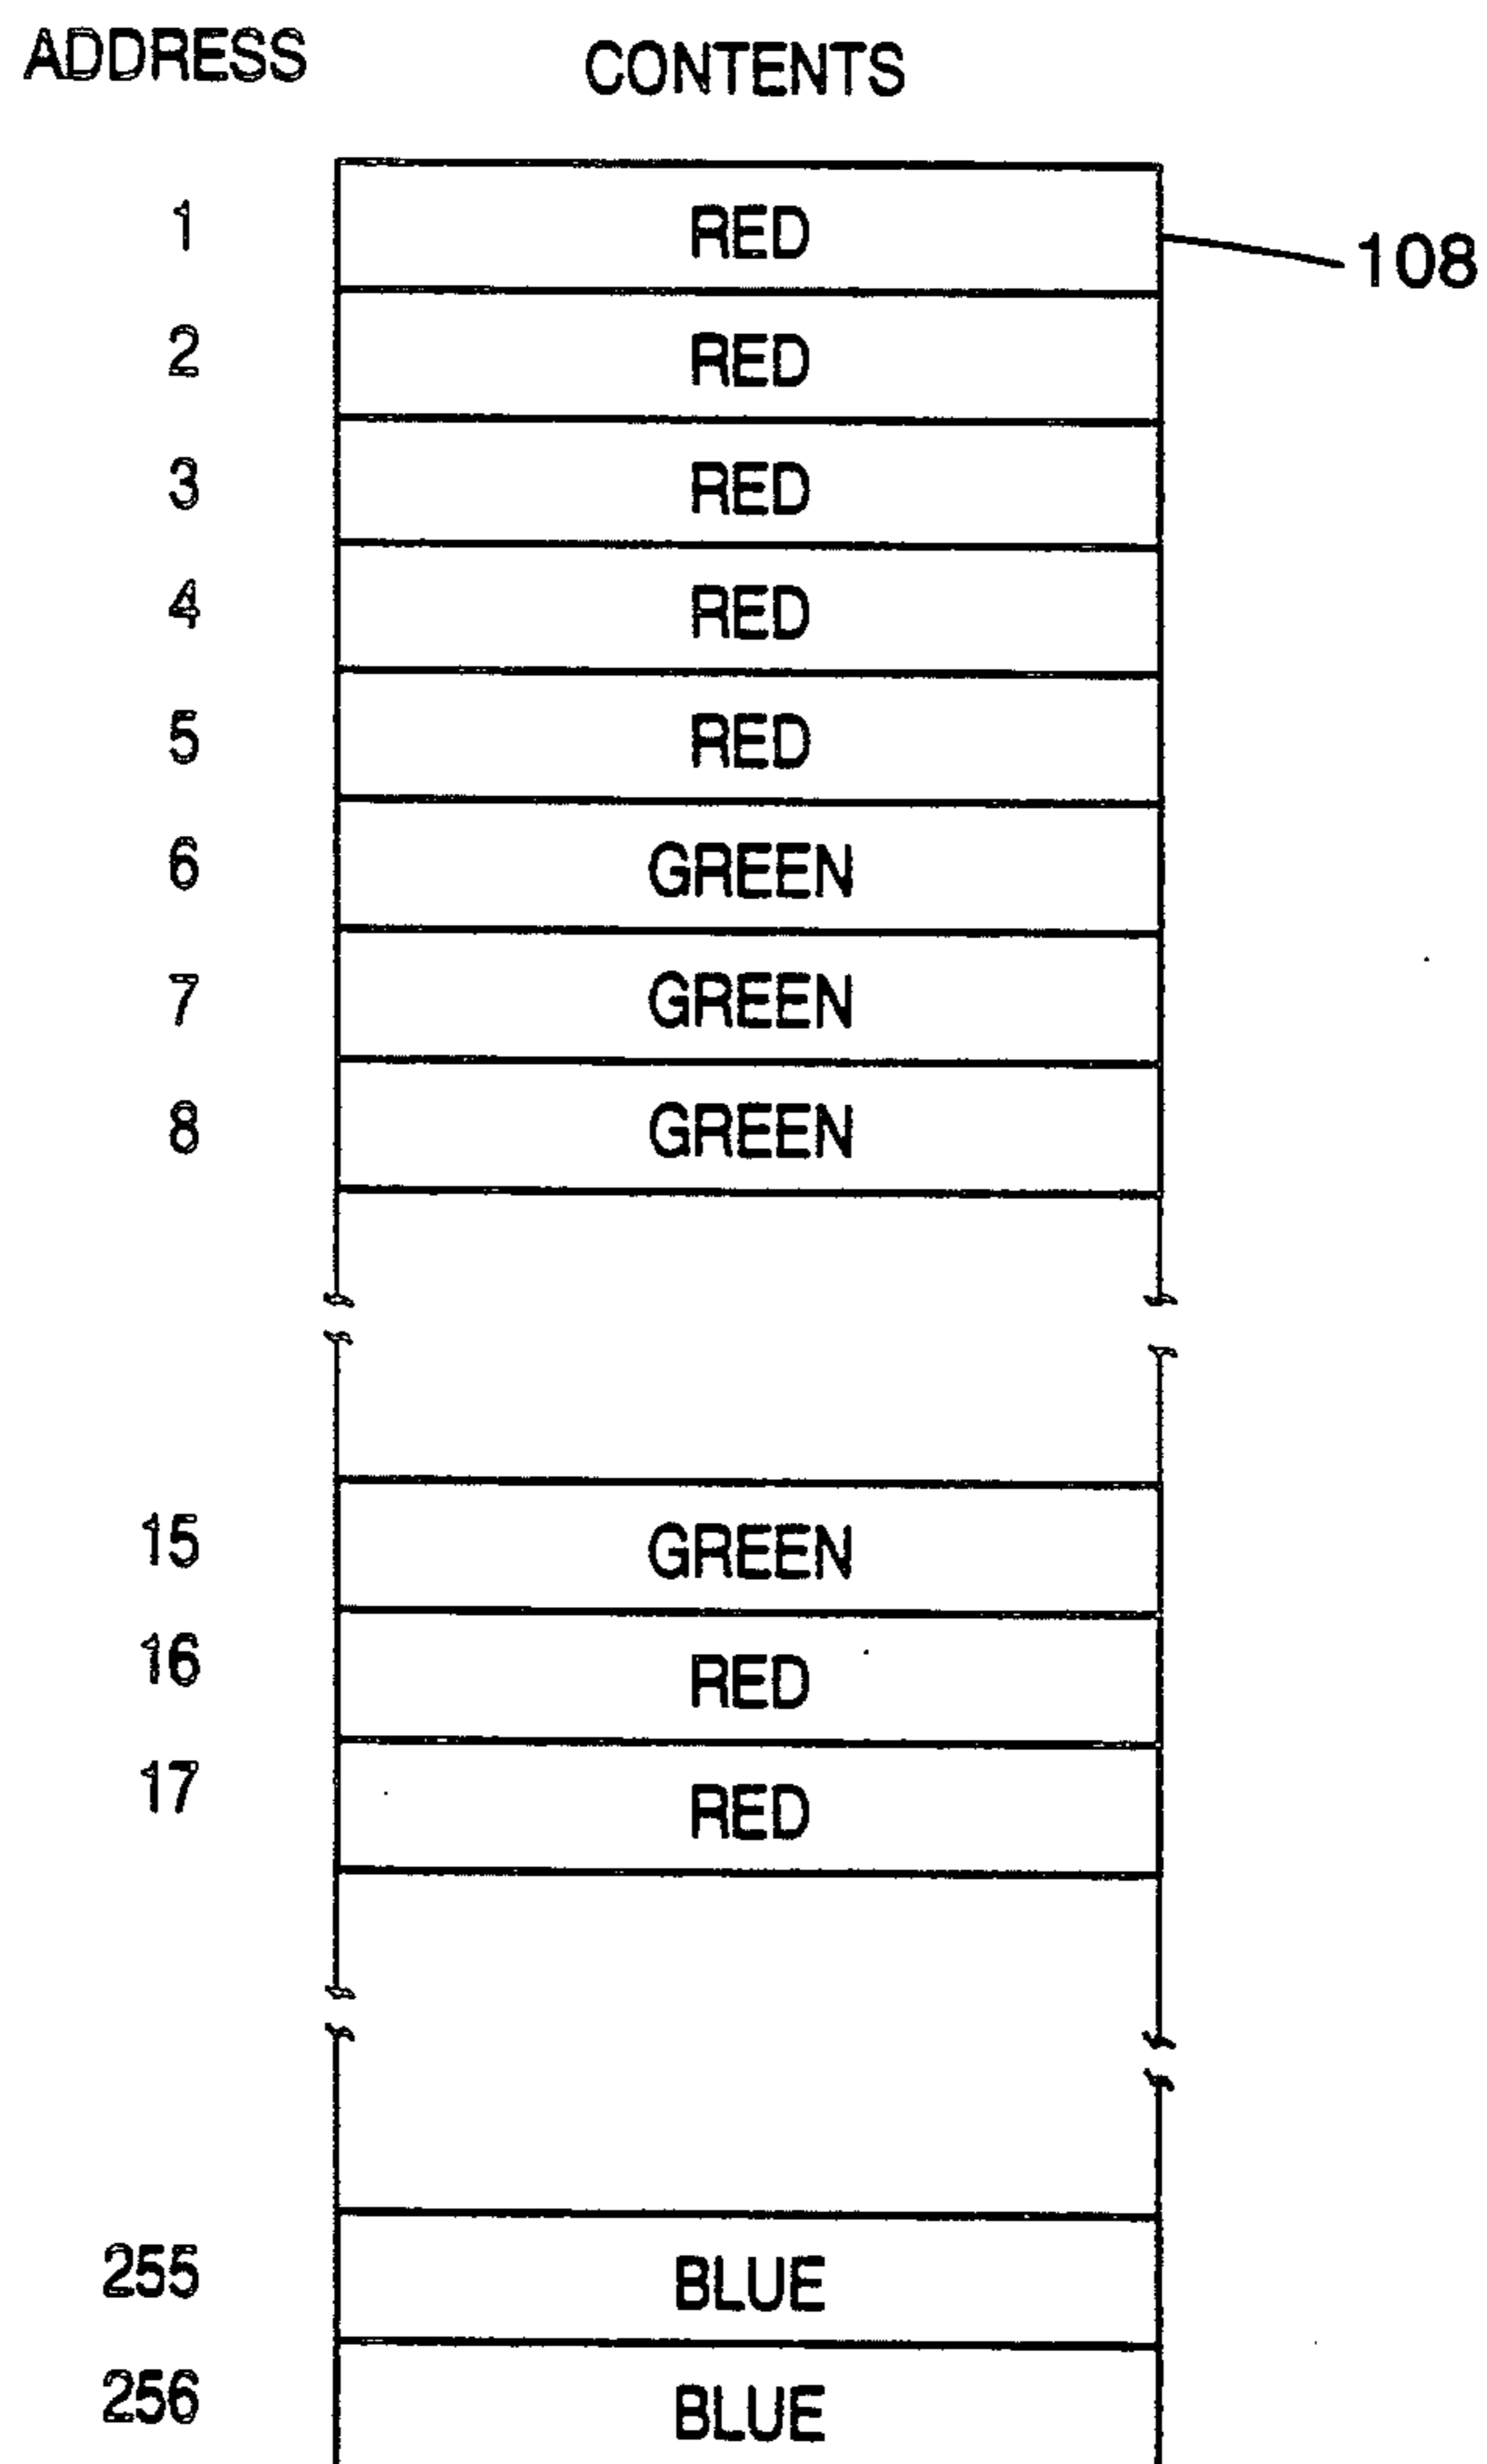 ADDRESS CONTENTS
1 RED 108
2 RED
3 RED
4 RED
5 RED
6 GREEN
7 GREEN
8 GREEN
15 GREEN
16 RED
17 RED
255 BLUE
256 BLUE